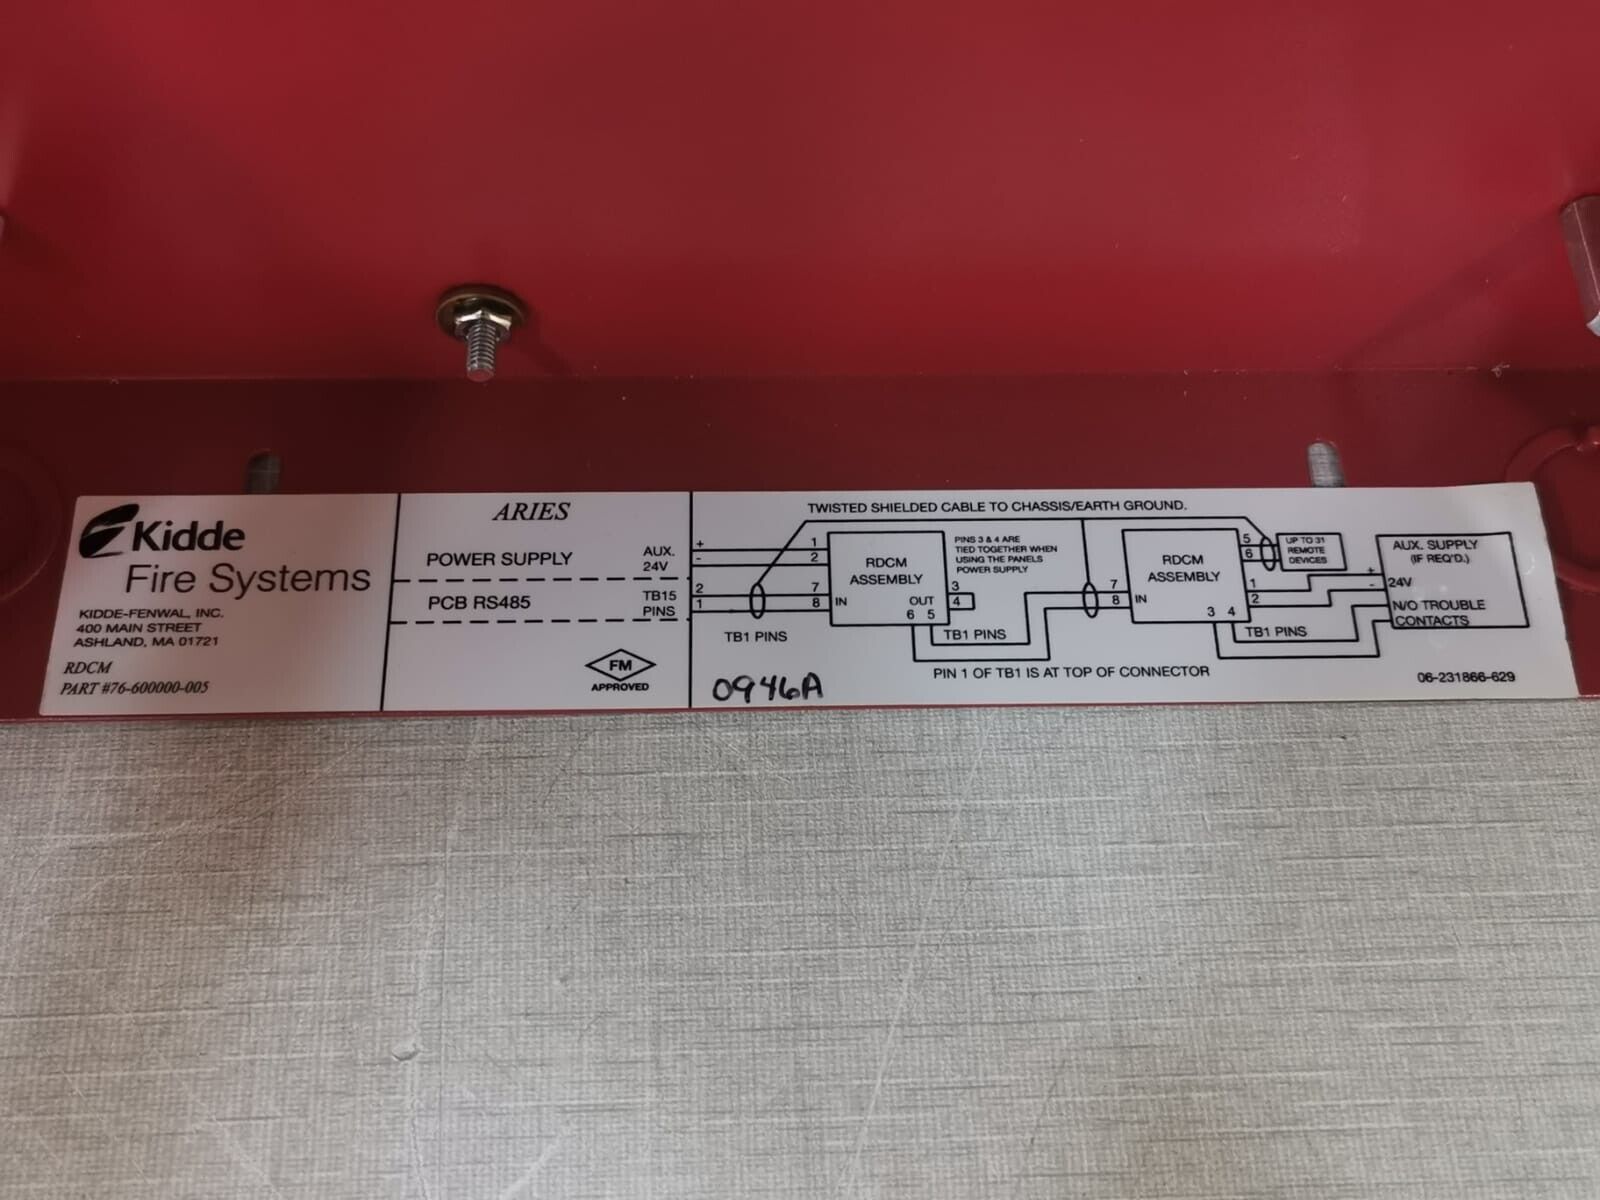 Kidde
Fire Systems
KIDDE-FENWAL, INC.
400 MAIN STREET
ASHLAND, MA 01721
RDCM
PART #76-600000-005
ARIES
POWER SUPPLY
AUX.
24V
PCB RS485
TB15
PINS
FM
APPROVED
TWISTED SHIELDED CABLE TO CHASSIS/EARTH GROUND.
+
-
2
1
1
2
7
8
TB1 PINS
RDCM
ASSEMBLY
IN
OUT
6 5
3
4
PINS 3 & 4 ARE
TIED TOGETHER WHEN
USING THE PANELS
POWER SUPPLY
TB1 PINS
7
8
RDCM
ASSEMBLY
IN
3 4
5
6
1
2
UP TO 31
REMOTE
DEVICES
TB1 PINS
AUX. SUPPLY
(IF REQ'D.)
+
-
24V
N/O TROUBLE
CONTACTS
PIN 1 OF TB1 IS AT TOP OF CONNECTOR
0946A
06-231866-629